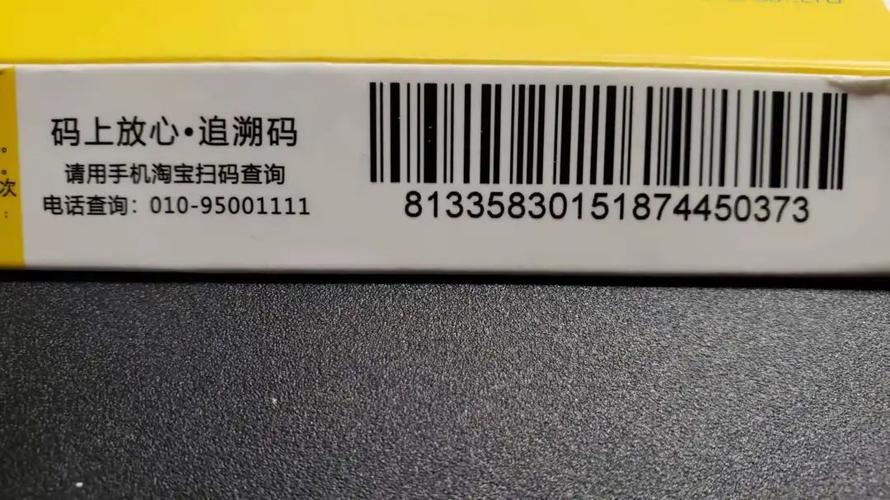 码上放心•追溯码
请用手机淘宝扫码查询
电话查询：010-95001111
81335830151874450373
。
。
次
：